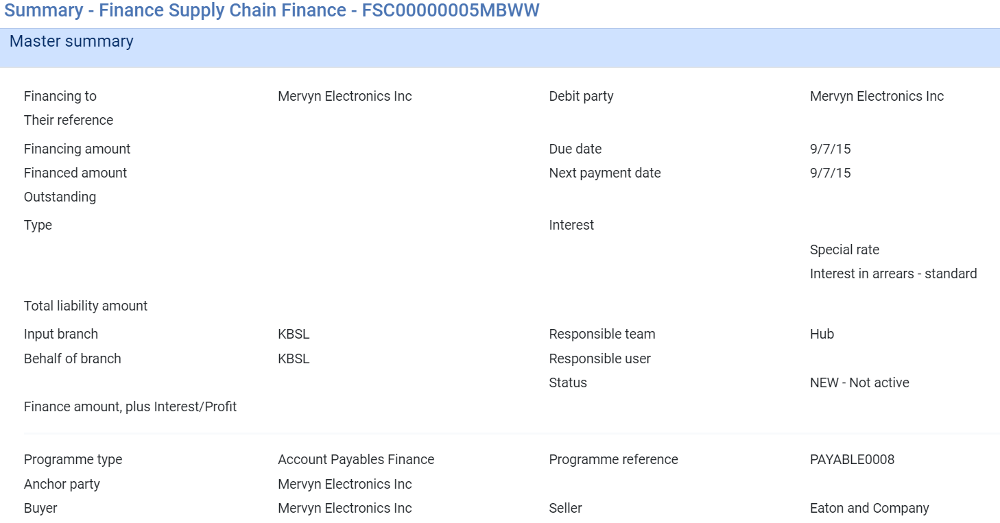 Summary - Finance Supply Chain Finance - FSC00000005MBWW
Master summary
Financing to Mervyn Electronics Inc Debit party Mervyn Electronics Inc
Their reference
Financing amount Due date 9/7/15
Financed amount Next payment date 9/7/15
Outstanding
Type Interest
Special rate
Interest in arrears - standard
Total liability amount
Input branch KBSL Responsible team Hub
Behalf of branch KBSL Responsible user
Status NEW - Not active
Finance amount, plus Interest/Profit
Programme type Account Payables Finance Programme reference PAYABLE0008
Anchor party Mervyn Electronics Inc
Buyer Mervyn Electronics Inc Seller Eaton and Company